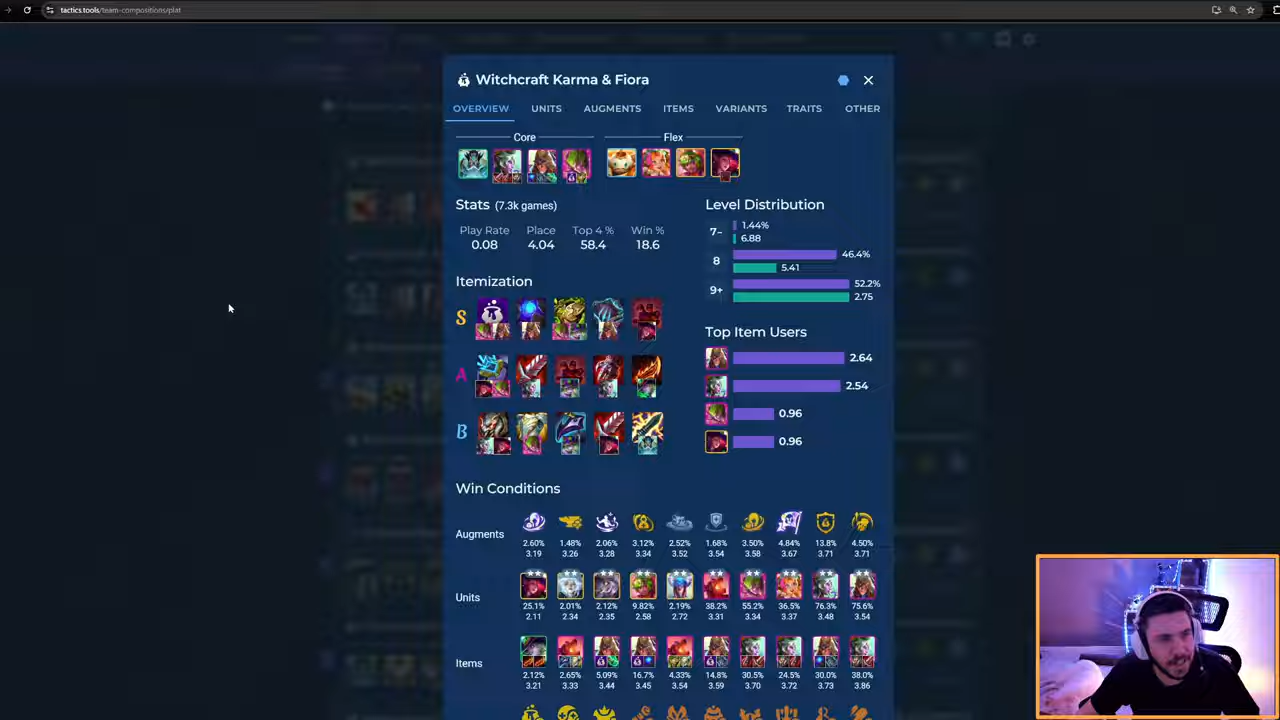 tactics.tools/team-compositions/plat
Witchcraft Karma & Fiora
OVERVIEW UNITS AUGMENTS ITEMS VARIANTS TRAITS OTHER
Core Flex
Stats (7.3k games)
Play Rate Place Top 4 % Win %
0.08 4.04 58.4 18.6
Level Distribution
7- 1.44%
6.88
8 46.4%
5.41
9+ 52.2%
2.75
Itemization
S
A
B
Top Item Users
2.64
2.54
0.96
0.96
Win Conditions
Augments
2.60% 1.48% 2.06% 3.12% 2.52% 1.68% 3.50% 4.84% 13.8% 4.50%
3.19 3.26 3.28 3.34 3.52 3.54 3.58 3.67 3.71 3.71
Units
25.1% 2.01% 2.12% 9.82% 2.19% 38.2% 55.2% 36.5% 76.3% 75.6%
2.11 2.34 2.35 2.58 2.72 3.31 3.34 3.37 3.48 3.54
Items
2.12% 2.65% 5.09% 16.7% 4.33% 14.8% 30.5% 24.5% 30.0% 38.0%
3.21 3.33 3.44 3.45 3.54 3.59 3.70 3.72 3.73 3.86